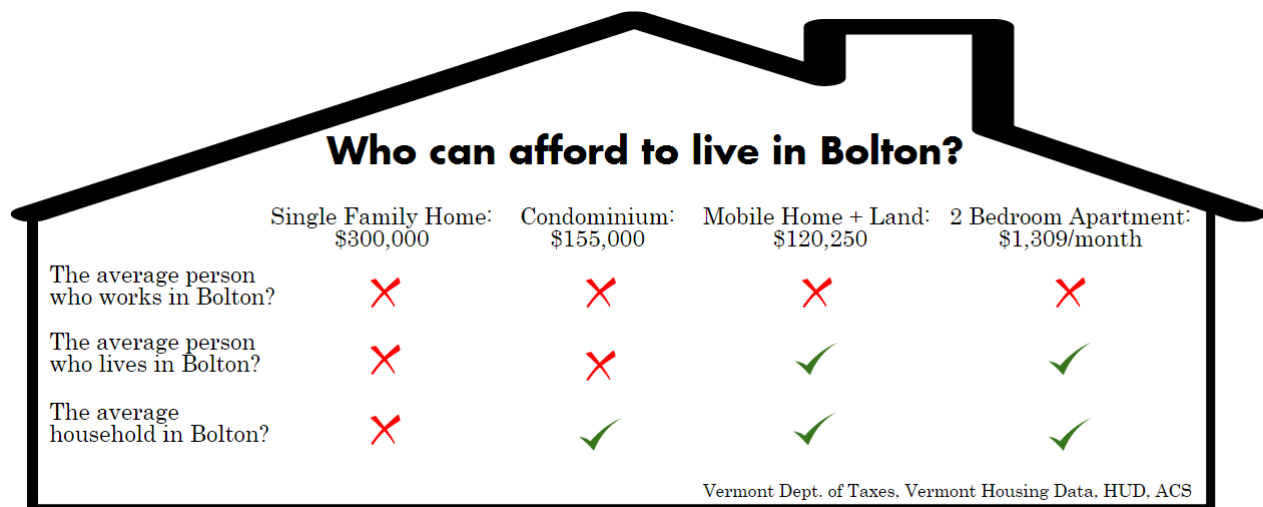 Who can afford to live in Bolton?
Single Family Home: Condominium: Mobile Home + Land: 2 Bedroom Apartment:
$300,000 $155,000 $120,250 $1,309/month
The average person
who works in Bolton?
The average person
who lives in Bolton?
The average
household in Bolton?
Vermont Dept. of Taxes, Vermont Housing Data, HUD, ACS